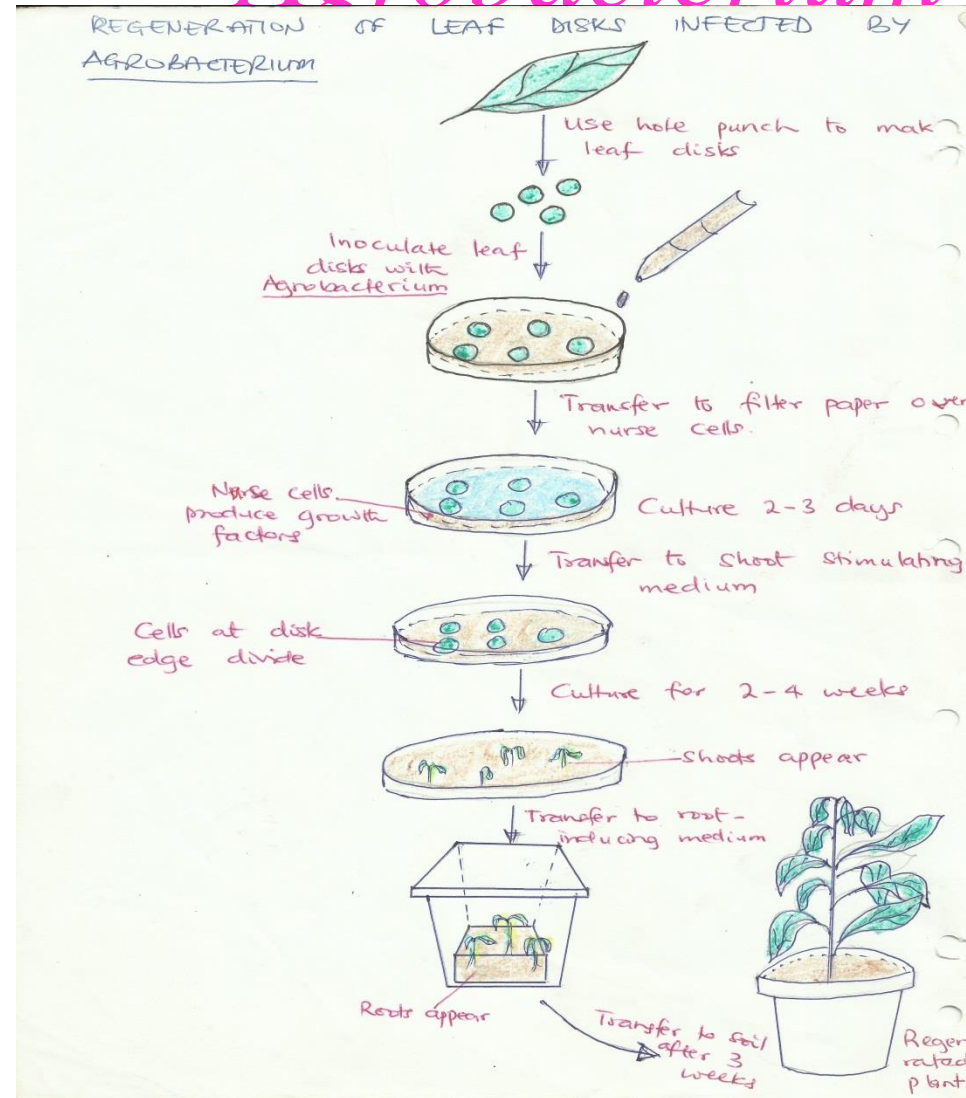 REGENERATION OF LEAF DISKS INFECTED BY
AGROBACTERIUM
Use hole punch to mak
leaf disks
Inoculate leaf
disks with
Agrobacterium
Transfer to filter paper over
nurse cells.
Nurse cells
produce growth
factors
Culture 2-3 days
Transfer to shoot stimulating
medium
Cells at disk
edge divide
Culture for 2-4 weeks
Shoots appear
Transfer to root-
inducing medium
Roots appear
Transfer to soil
after 3
weeks
Regen
rated
plant